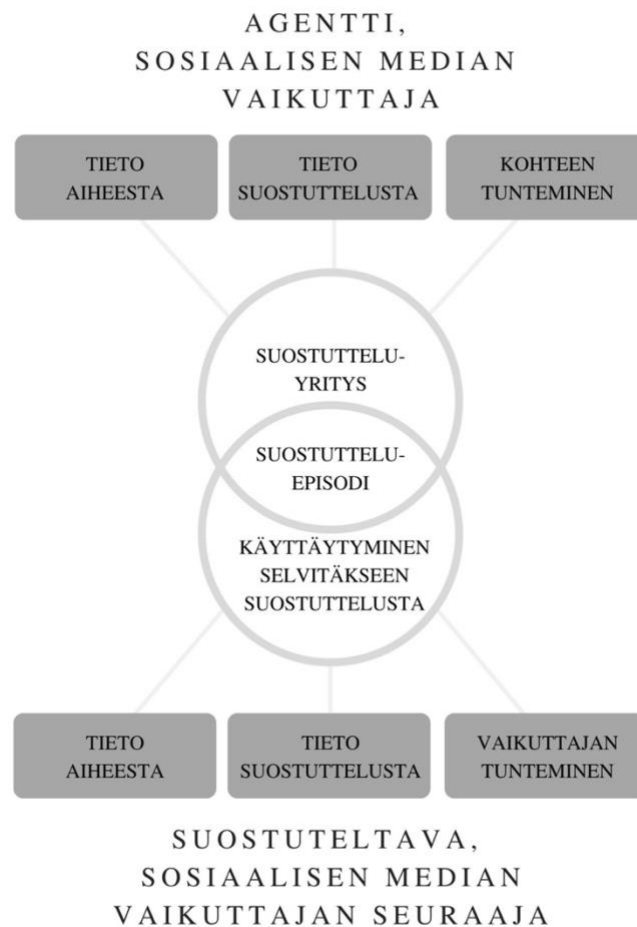 AGENTTI,
SOSIAALISEN MEDIAN
VAIKUTTAJA
TIETO
AIHEESTA
TIETO
SUOSTUTTELUSTA
KOHTEEN
TUNTEMINEN
SUOSTUTTELU-
YRITYS
SUOSTUTTELU-
EPISODI
KÄYTTÄYTYMINEN
SELVITÄKSEEN
SUOSTUTTELUSTA
TIETO
AIHEESTA
TIETO
SUOSTUTTELUSTA
VAIKUTTAJAN
TUNTEMINEN
SUOSTUTELTAVA,
SOSIAALISEN MEDIAN
VAIKUTTAJAN SEURAAJA